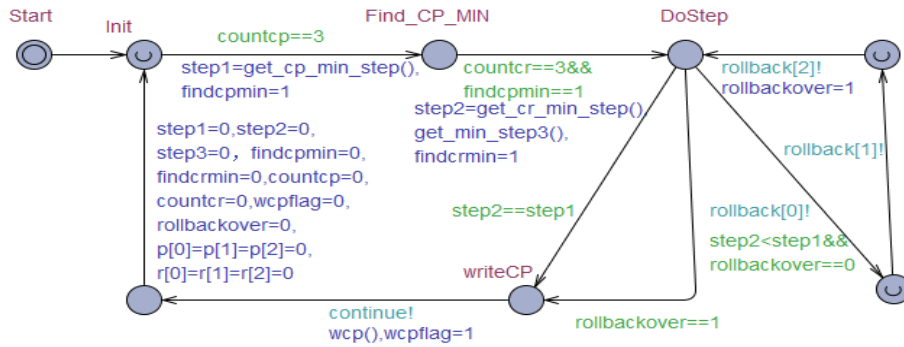 Start
Init
Find_CP_MIN
DoStep
countcp==3
step1=get_cp_min_step(),
findcpmin=1
countcr==3&&
findcpmin==1
step2=get_cr_min_step(),
get_min_step3(),
findcrmin=1
rollback[2]!
rollbackover=1
step1=0,step2=0,
step3=0，findcpmin=0,
findcrmin=0,countcp=0,
countcr=0,wcpflag=0,
rollbackover=0,
p[0]=p[1]=p[2]=0,
r[0]=r[1]=r[2]=0
rollback[1]!
step2==step1
rollback[0]!
step2<step1&&
rollbackover==0
writeCP
continue!
wcp(),wcpflag=1
rollbackover==1